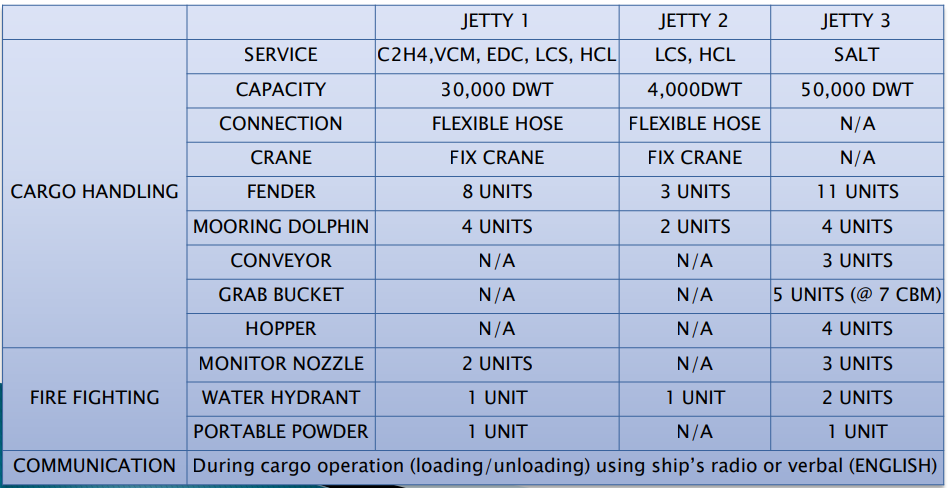 JETTY 1 JETTY 2 JETTY 3
SERVICE C2H4,VCM, EDC, LCS, HCL LCS, HCL SALT
CAPACITY 30,000 DWT 4,000DWT 50,000 DWT
CONNECTION FLEXIBLE HOSE FLEXIBLE HOSE N/A
CRANE FIX CRANE FIX CRANE N/A
CARGO HANDLING FENDER 8 UNITS 3 UNITS 11 UNITS
MOORING DOLPHIN 4 UNITS 2 UNITS 4 UNITS
CONVEYOR N/A N/A 3 UNITS
GRAB BUCKET N/A N/A 5 UNITS (@ 7 CBM)
HOPPER N/A N/A 4 UNITS
MONITOR NOZZLE 2 UNITS N/A 3 UNITS
FIRE FIGHTING WATER HYDRANT 1 UNIT 1 UNIT 2 UNITS
PORTABLE POWDER 1 UNIT N/A 1 UNIT
COMMUNICATION During cargo operation (loading/unloading) using ship's radio or verbal (ENGLISH)